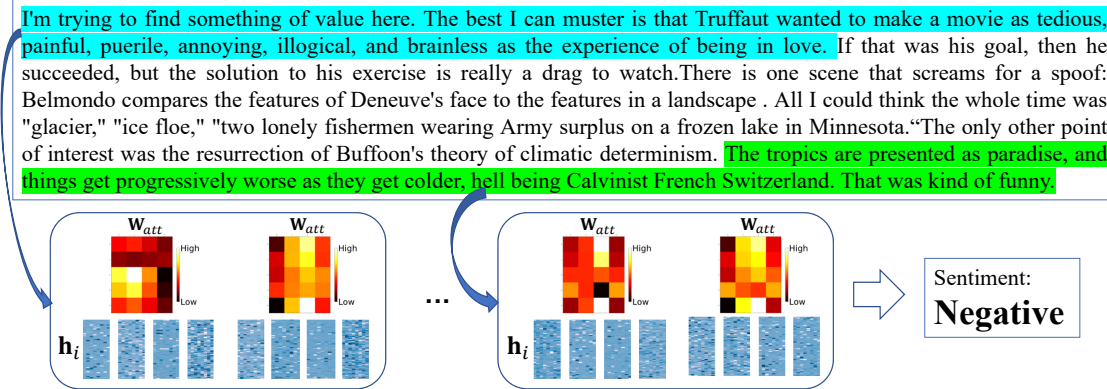 I'm trying to find something of value here. The best I can muster is that Truffaut wanted to make a movie as tedious,
painful, puerile, annoying, illogical, and brainless as the experience of being in love. If that was his goal, then he
succeeded, but the solution to his exercise is really a drag to watch.There is one scene that screams for a spoof:
Belmondo compares the features of Deneuve's face to the features in a landscape . All I could think the whole time was
"glacier," "ice floe," "two lonely fishermen wearing Army surplus on a frozen lake in Minnesota.“The only other point
of interest was the resurrection of Buffoon's theory of climatic determinism. The tropics are presented as paradise, and
things get progressively worse as they get colder, hell being Calvinist French Switzerland. That was kind of funny.
W_att W_att W_att W_att
High High High High
Low Low Low Low
...
h_i h_i
Sentiment:
Negative